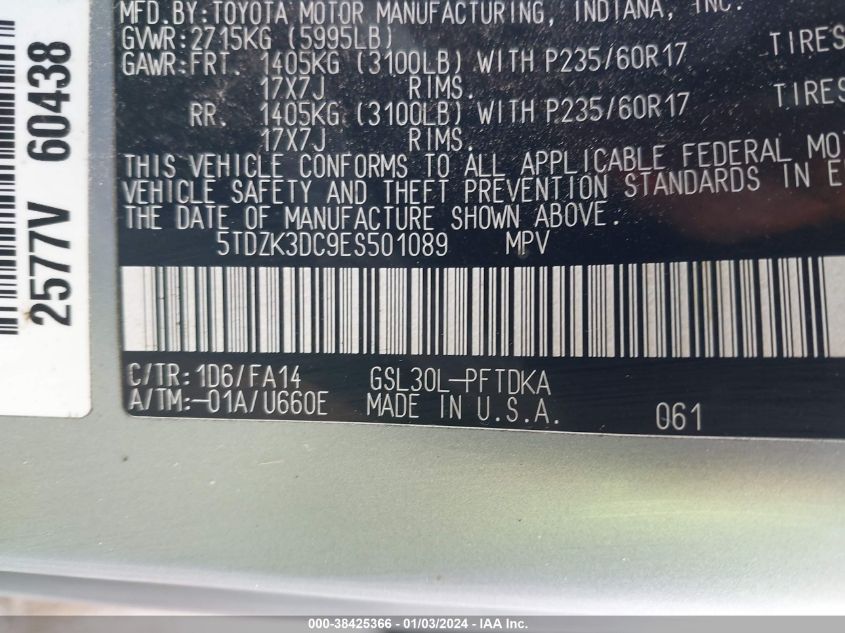 MFD.BY:TOYOTA MOTOR MANUFACTURING, INDIANA, INC.
GVWR:2715KG (5995LB)
GAWR:FRT. 1405KG (3100LB) WITH P235/60R17 TIRES
17X7J RIMS.
RR. 1405KG (3100LB) WITH P235/60R17 TIRES
17X7J RIMS.
THIS VEHICLE CONFORMS TO ALL APPLICABLE FEDERAL MOT
VEHICLE SAFETY AND THEFT PREVENTION STANDARDS IN E
THE DATE OF MANUFACTURE SHOWN ABOVE.
5TDZK3DC9ES501089 MPV
C/TR:1D6/FA14 GSL30L-PFTDKA
A/TM:-01A/U660E MADE IN U.S.A. 061
2577V 60438
000-38425366 - 01/03/2024 - IAA Inc.